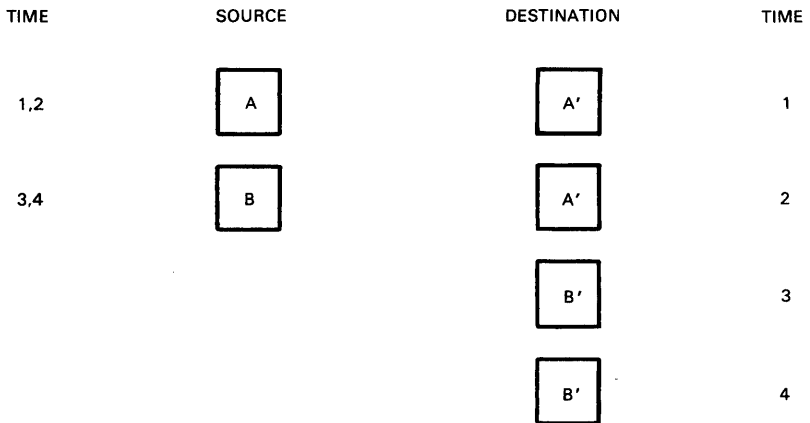 TIME SOURCE DESTINATION TIME
1,2 A A' 1
3,4 B A' 2
B' 3
B' 4